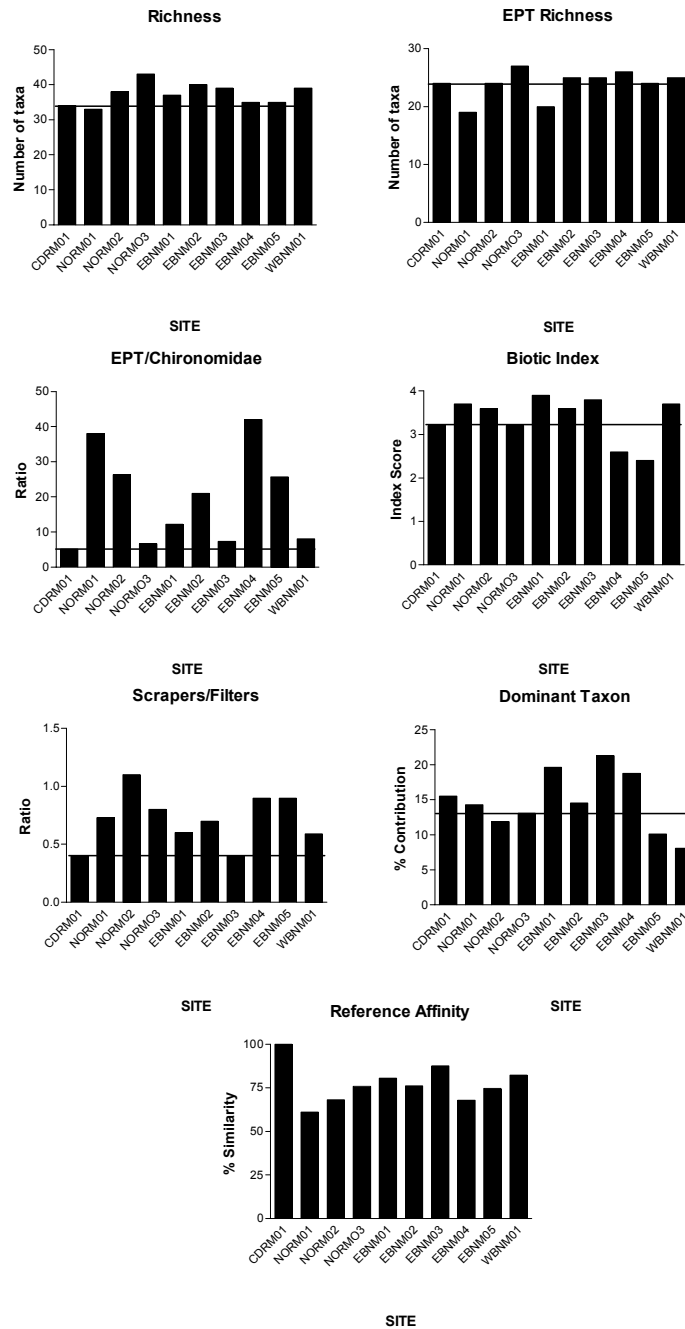 Richness
Number of taxa
50
40
30
20
10
0
CDRM01
NORM01
NORM02
NORMO3
EBNM01
EBNM02
EBNM03
EBNM04
EBNM05
WBNM01
SITE
EPT Richness
Number of taxa
30
20
10
0
CDRM01
NORM01
NORM02
NORMO3
EBNM01
EBNM02
EBNM03
EBNM04
EBNM05
WBNM01
SITE
EPT/Chironomidae
Ratio
50
40
30
20
10
0
CDRM01
NORM01
NORM02
NORMO3
EBNM01
EBNM02
EBNM03
EBNM04
EBNM05
WBNM01
SITE
Biotic Index
Index Score
4
3
2
1
0
CDRM01
NORM01
NORM02
NORMO3
EBNM01
EBNM02
EBNM03
EBNM04
EBNM05
WBNM01
SITE
Scrapers/Filters
Ratio
1.5
1.0
0.5
0.0
CDRM01
NORM01
NORM02
NORMO3
EBNM01
EBNM02
EBNM03
EBNM04
EBNM05
WBNM01
SITE
Dominant Taxon
% Contribution
25
20
15
10
5
0
CDRM01
NORM01
NORM02
NORMO3
EBNM01
EBNM02
EBNM03
EBNM04
EBNM05
WBNM01
SITE
Reference Affinity
% Similarity
100
75
50
25
0
CDRM01
NORM01
NORM02
NORMO3
EBNM01
EBNM02
EBNM03
EBNM04
EBNM05
WBNM01
SITE